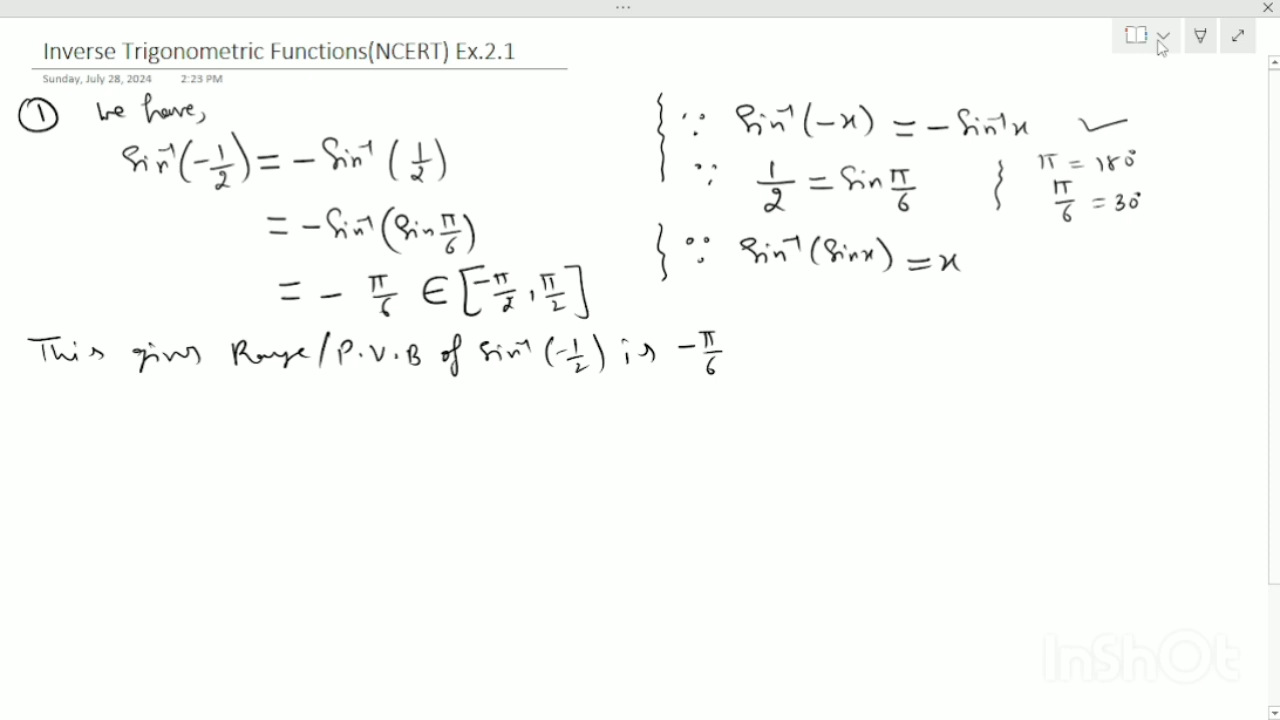 Inverse Trigonometric Functions(NCERT) Ex.2.1
Sunday, July 28, 2024 2:23 PM
① We have,
Sin⁻¹(-1/2) = - Sin⁻¹(1/2)
= - Sin⁻¹(Sin π/6)
= - π/6 ∈ [-π/2, π/2]
This gives Range/P.V.B of Sin⁻¹(-1/2) is -π/6
{ ∵ Sin⁻¹(-x) = - Sin⁻¹x ✓
∵ 1/2 = Sin π/6 { π = 180°
π/6 = 30°
{ ∵ Sin⁻¹(Sinx) = x
InShOt